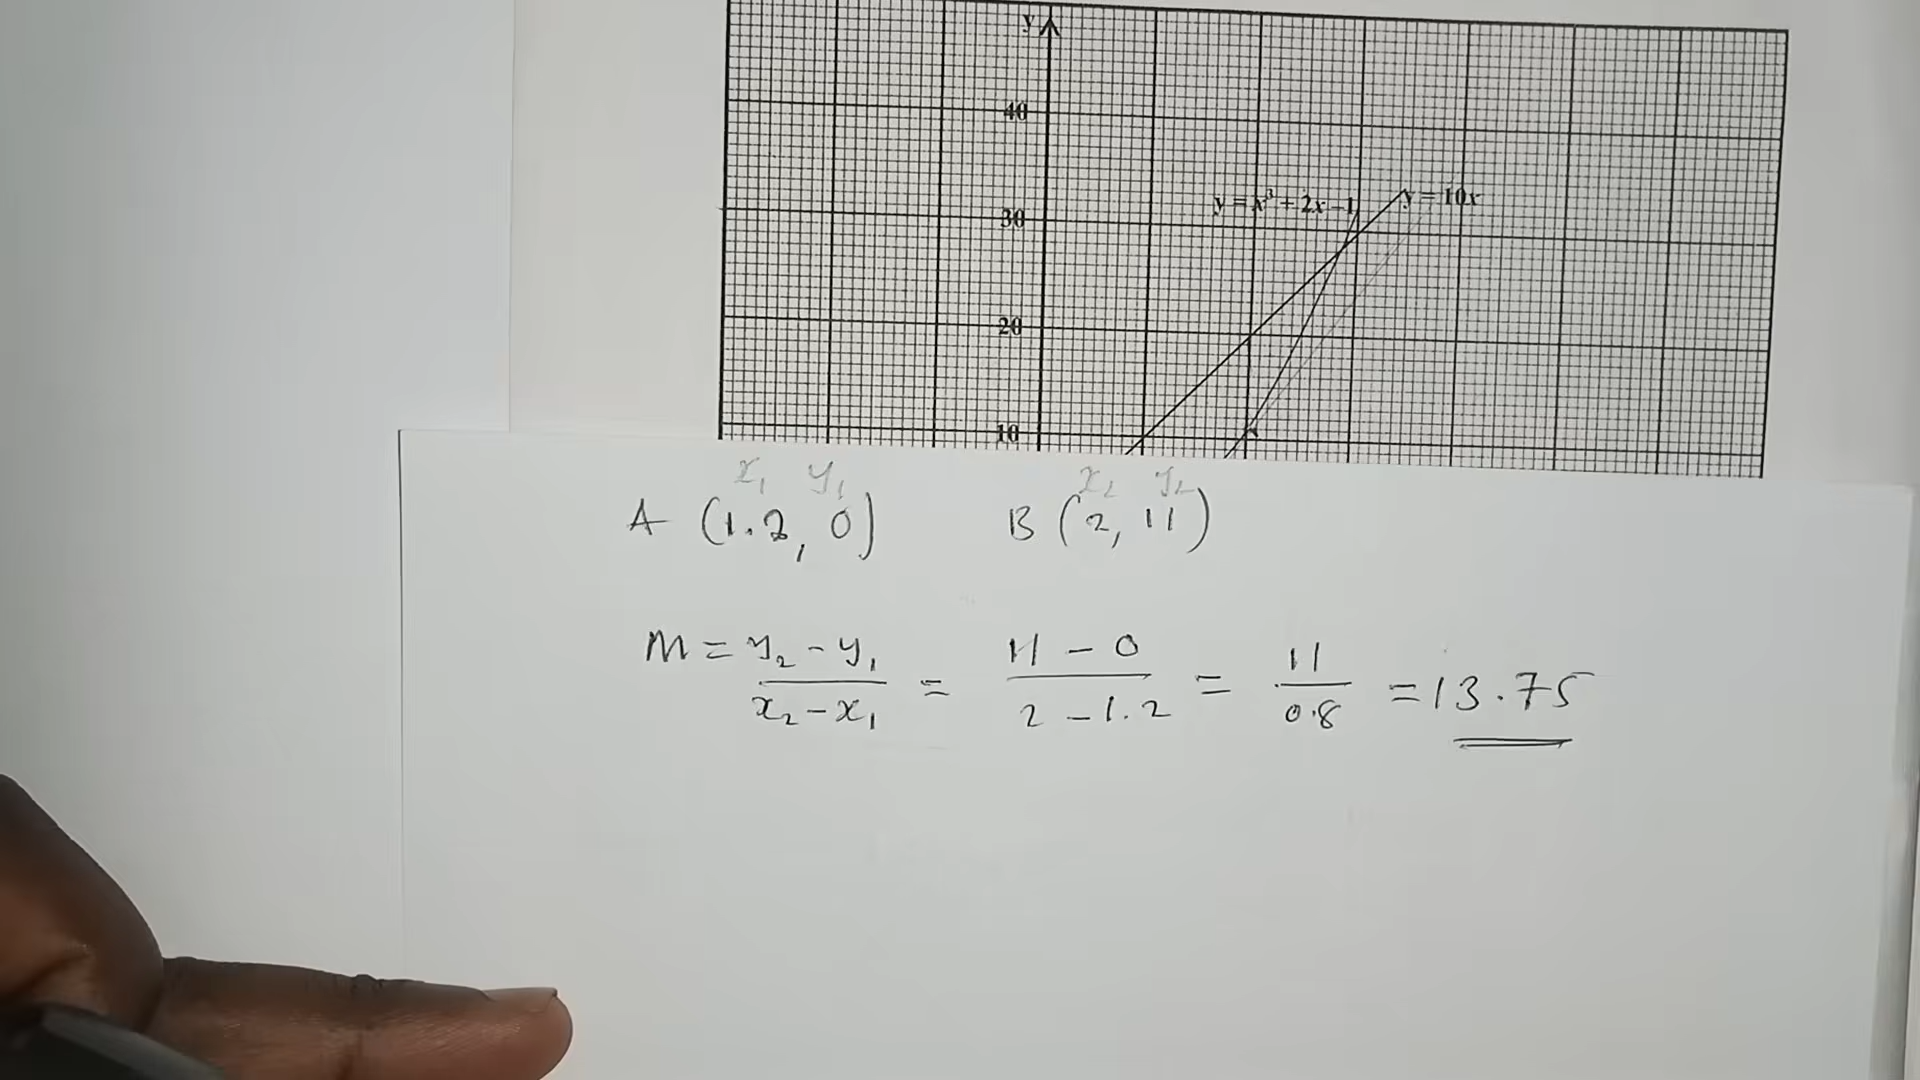 y
40
y = x³ + 2x – 1 y = 10x
30
20
10
x₁ y₁ x₂ y₂
A (1.2, 0) B (2, 11)
M = y₂ - y₁ / x₂ - x₁ = 11 - 0 / 2 - 1.2 = 11 / 0.8 = 13.75